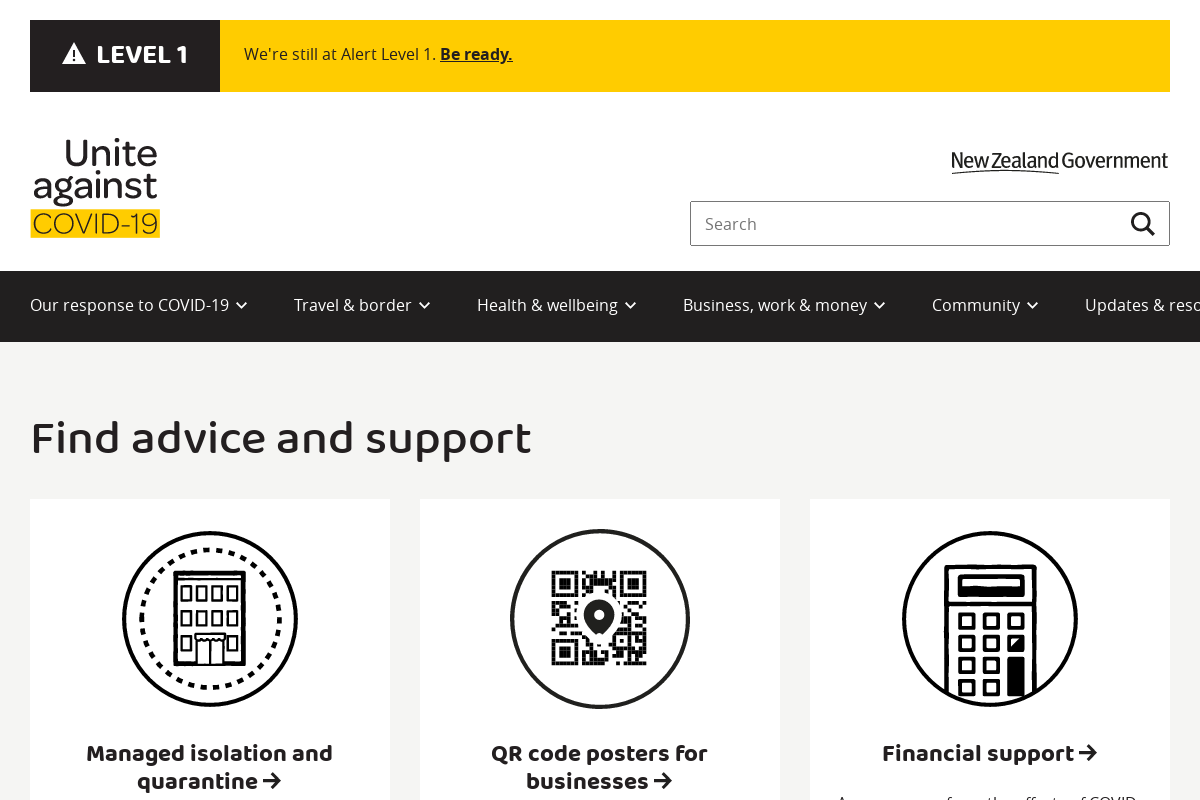 LEVEL 1
We're still at Alert Level 1. Be ready.
Unite
against
COVID-19
New Zealand Government
Search
Our response to COVID-19 Travel & border Health & wellbeing Business, work & money Community Updates & reso
Find advice and support
Managed isolation and
quarantine →
QR code posters for
businesses →
Financial support →